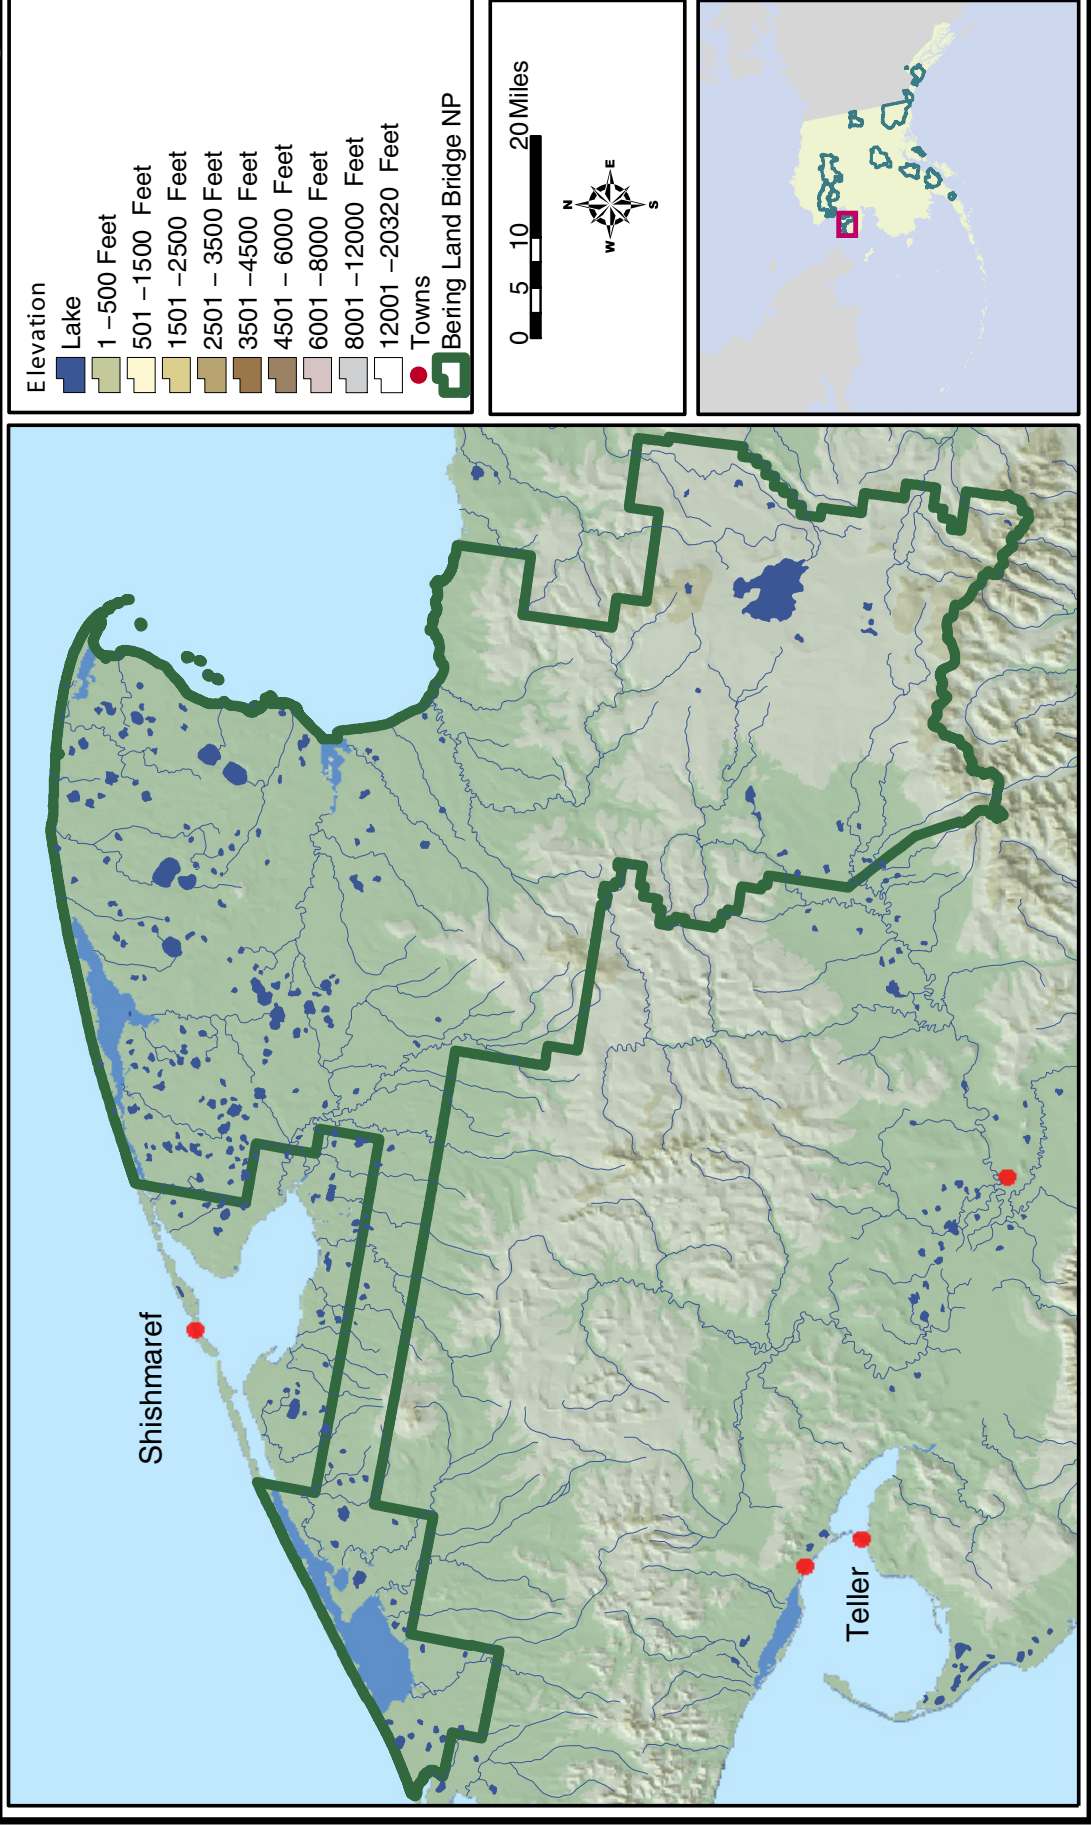 Elevation
Lake
1 –500 Feet
501 –1500 Feet
1501 –2500 Feet
2501 – 3500 Feet
3501 –4500 Feet
4501 – 6000 Feet
6001 –8000 Feet
8001 –12000 Feet
12001 –20320 Feet
Towns
Bering Land Bridge NP
0 5 10 20 Miles
N
W E
S
Shishmaref
Teller